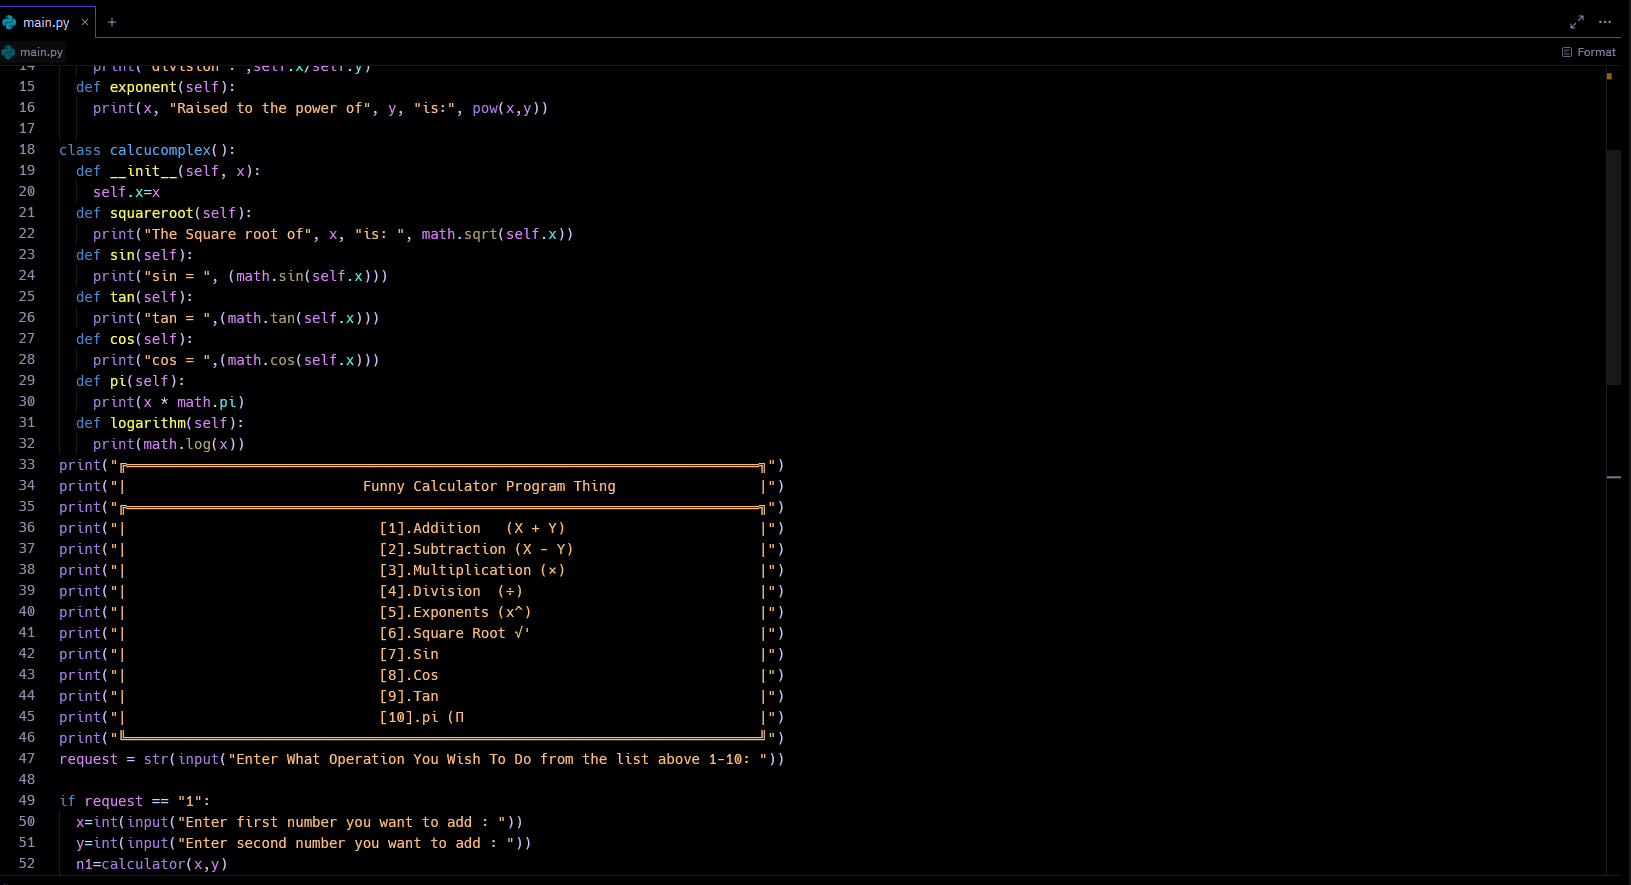 main.py × +
main.py Format
14 print("division : ",self.x/self.y)
15 def exponent(self):
16 print(x, "Raised to the power of", y, "is:", pow(x,y))
17
18 class calcucomplex():
19 def __init__(self, x):
20 self.x=x
21 def squareroot(self):
22 print("The Square root of", x, "is: ", math.sqrt(self.x))
23 def sin(self):
24 print("sin = ", (math.sin(self.x)))
25 def tan(self):
26 print("tan = ",(math.tan(self.x)))
27 def cos(self):
28 print("cos = ",(math.cos(self.x)))
29 def pi(self):
30 print(x * math.pi)
31 def logarithm(self):
32 print(math.log(x))
33 print("╔═══════════════════════════════════════════════════════════════════════════╗")
34 print("| Funny Calculator Program Thing |")
35 print("╔═══════════════════════════════════════════════════════════════════════════╗")
36 print("| [1].Addition (X + Y) |")
37 print("| [2].Subtraction (X - Y) |")
38 print("| [3].Multiplication (×) |")
39 print("| [4].Division (÷) |")
40 print("| [5].Exponents (x^) |")
41 print("| [6].Square Root √' |")
42 print("| [7].Sin |")
43 print("| [8].Cos |")
44 print("| [9].Tan |")
45 print("| [10].pi (Π |")
46 print("╚═══════════════════════════════════════════════════════════════════════════╝")
47 request = str(input("Enter What Operation You Wish To Do from the list above 1-10: "))
48
49 if request == "1":
50 x=int(input("Enter first number you want to add : "))
51 y=int(input("Enter second number you want to add : "))
52 n1=calculator(x,y)